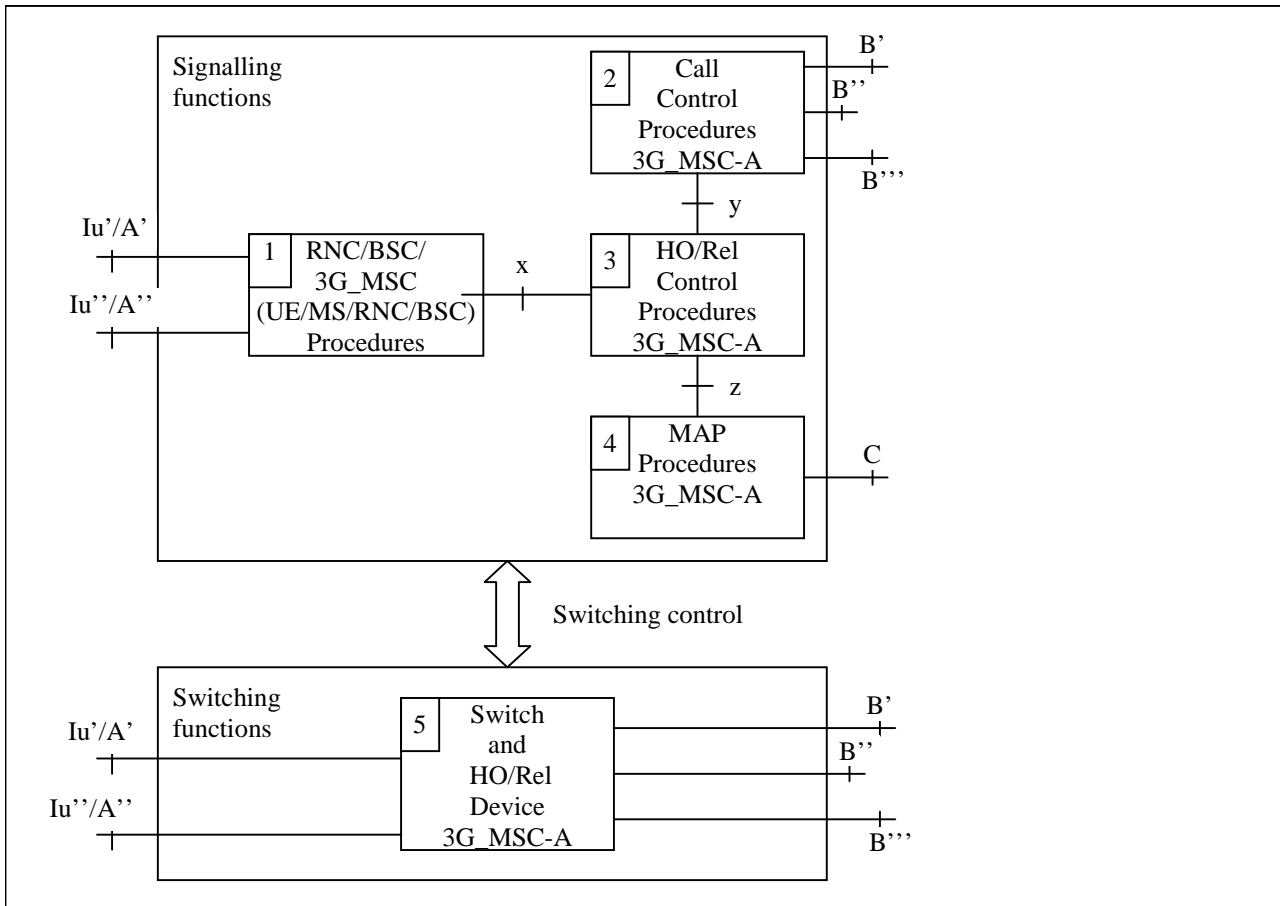 Signalling
functions
2
Call
Control
Procedures
3G_MSC-A
B'
B’’
B’’’
y
Iu’/A'
Iu’’/A’’
1
RNC/BSC/
3G_MSC
(UE/MS/RNC/BSC)
Procedures
x
3
HO/Rel
Control
Procedures
3G_MSC-A
z
4
MAP
Procedures
3G_MSC-A
C
Switching control
Switching
functions
Iu’/A'
Iu’’/A’’
5
Switch
and
HO/Rel
Device
3G_MSC-A
B’
B’’
B’’’